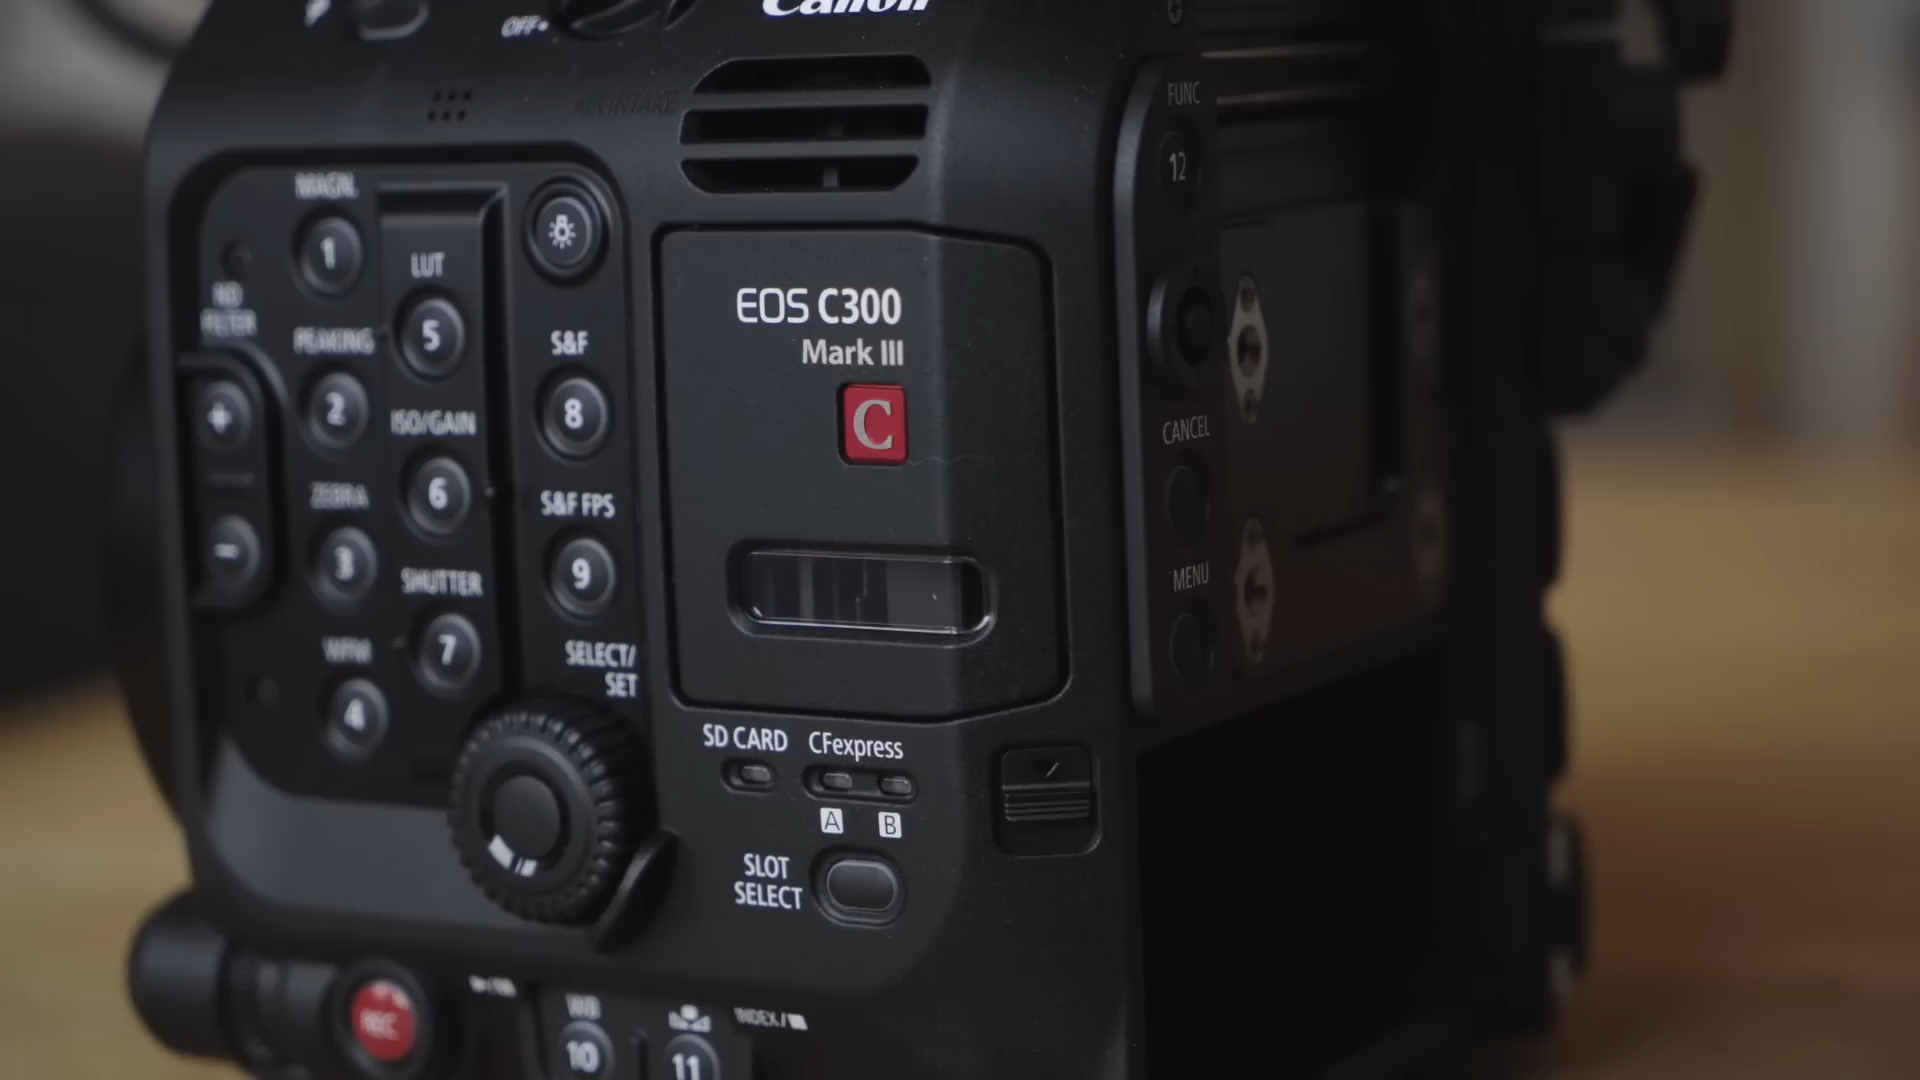 Canon
OFF
AIR INTAKE
FUNC
12
MAGN.
1
LUT
5
ND
FILTER
PEAKING
2
S&F
8
EOS C300
Mark III
C
+
ISO/GAIN
6
CANCEL
ZEBRA
3
S&F FPS
9
-
SHUTTER
7
MENU
WFM
4
SELECT/
SET
SD CARD
CFexpress
A
B
SLOT
SELECT
REC
WB
10
11
INDEX/